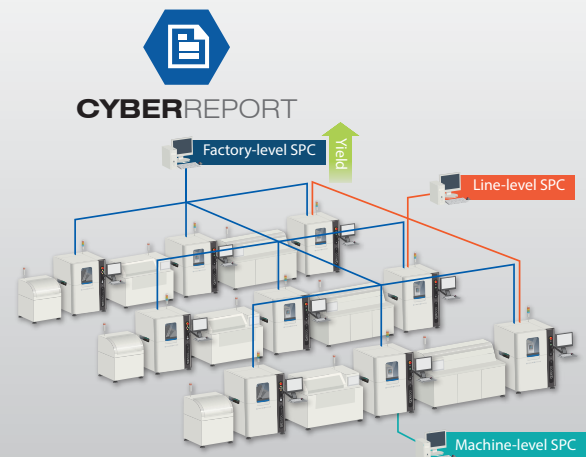 CYBERREPORT
Factory-level SPC
Yield
Line-level SPC
Machine-level SPC